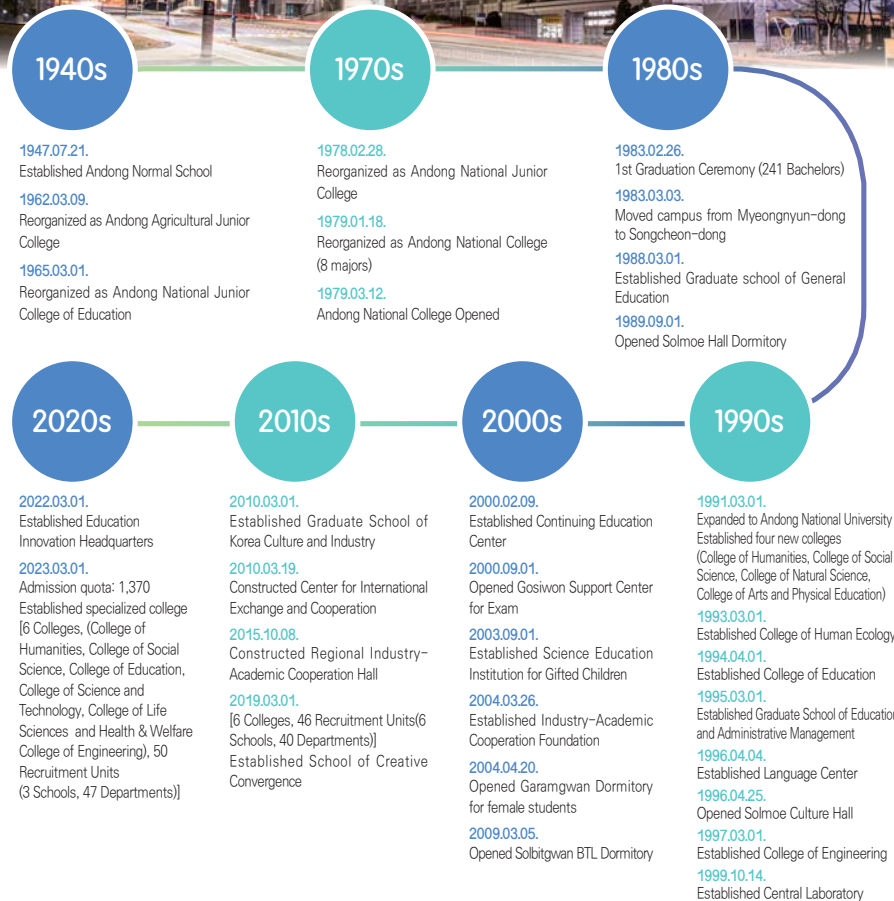 1940s
1947.07.21.
Established Andong Normal School
1962.03.09.
Reorganized as Andong Agricultural Junior
College
1965.03.01.
Reorganized as Andong National Junior
College of Education
1970s
1978.02.28.
Reorganized as Andong National Junior
College
1979.01.18.
Reorganized as Andong National College
(8 majors)
1979.03.12.
Andong National College Opened
1980s
1983.02.26.
1st Graduation Ceremony (241 Bachelors)
1983.03.03.
Moved campus from Myeongnyun-dong
to Songcheon-dong
1988.03.01.
Established Graduate school of General
Education
1989.09.01.
Opened Solmoe Hall Dormitory
1990s
1991.03.01.
Expanded to Andong National University
Established four new colleges
(College of Humanities, College of Social
Science, College of Natural Science,
College of Arts and Physical Education)
1993.03.01.
Established College of Human Ecology
1994.04.01.
Established College of Education
1995.03.01.
Established Graduate School of Education
and Administrative Management
1996.04.04.
Established Language Center
1996.04.25.
Opened Solmoe Culture Hall
1997.03.01.
Established College of Engineering
1999.10.14.
Established Central Laboratory
2000s
2000.02.09.
Established Continuing Education
Center
2000.09.01.
Opened Gosiwon Support Center
for Exam
2003.09.01.
Established Science Education
Institution for Gifted Children
2004.03.26.
Established Industry-Academic
Cooperation Foundation
2004.04.20.
Opened Garamgwan Dormitory
for female students
2009.03.05.
Opened Solbitgwan BTL Dormitory
2010s
2010.03.01.
Established Graduate School of
Korea Culture and Industry
2010.03.19.
Constructed Center for International
Exchange and Cooperation
2015.10.08.
Constructed Regional Industry-
Academic Cooperation Hall
2019.03.01.
[6 Colleges, 46 Recruitment Units(6
Schools, 40 Departments)]
Established School of Creative
Convergence
2020s
2022.03.01.
Established Education
Innovation Headquarters
2023.03.01.
Admission quota: 1,370
Established specialized college
[6 Colleges, (College of
Humanities, College of Social
Science, College of Education,
College of Science and
Technology, College of Life
Sciences and Health & Welfare
College of Engineering), 50
Recruitment Units
(3 Schools, 47 Departments)]